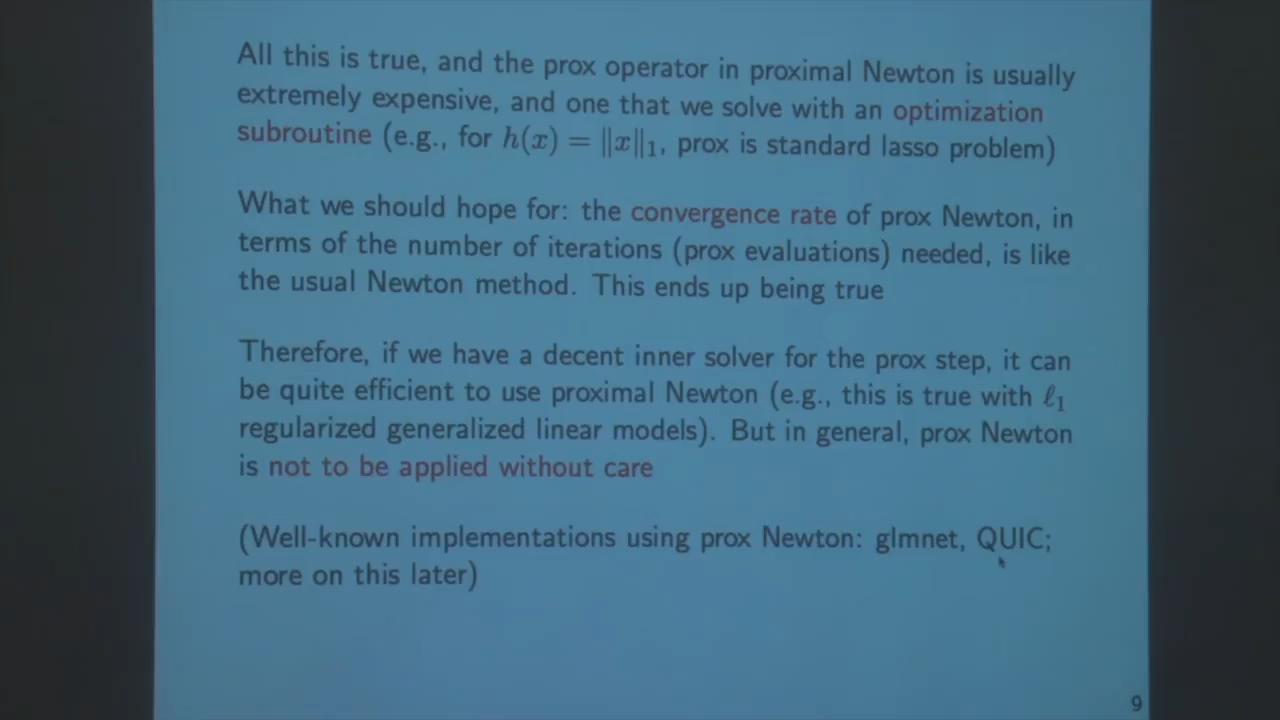 All this is true, and the prox operator in proximal Newton is usually
extremely expensive, and one that we solve with an optimization
subroutine (e.g., for h(x) = ‖x‖₁, prox is standard lasso problem)
What we should hope for: the convergence rate of prox Newton, in
terms of the number of iterations (prox evaluations) needed, is like
the usual Newton method. This ends up being true
Therefore, if we have a decent inner solver for the prox step, it can
be quite efficient to use proximal Newton (e.g., this is true with ℓ₁
regularized generalized linear models). But in general, prox Newton
is not to be applied without care
(Well-known implementations using prox Newton: glmnet, QUIC;
more on this later)
9